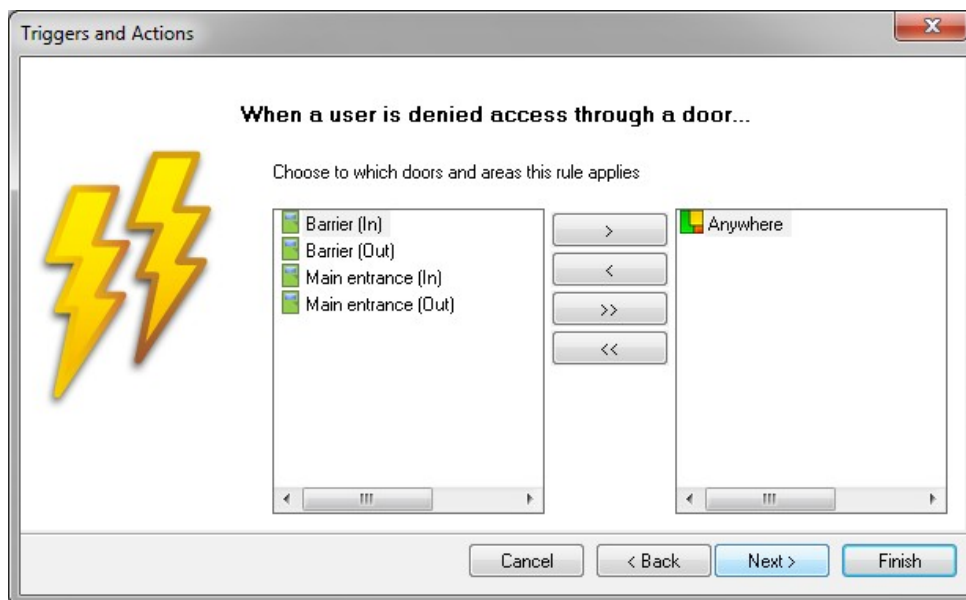 Triggers and Actions
When a user is denied access through a door...
Choose to which doors and areas this rule applies
Barrier (In)
Barrier (Out)
Main entrance (In)
Main entrance (Out)
>
<
>>
<<
Anywhere
Cancel
< Back
Next >
Finish